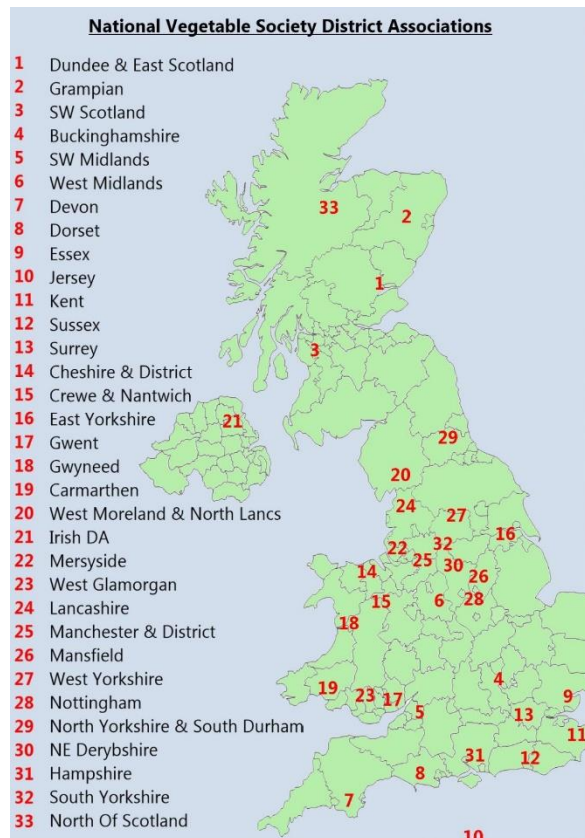 National Vegetable Society District Associations
1 Dundee & East Scotland
2 Grampian
3 SW Scotland
4 Buckinghamshire
5 SW Midlands
6 West Midlands
7 Devon
8 Dorset
9 Essex
10 Jersey
11 Kent
12 Sussex
13 Surrey
14 Cheshire & District
15 Crewe & Nantwich
16 East Yorkshire
17 Gwent
18 Gwyneed
19 Carmarthen
20 West Moreland & North Lancs
21 Irish DA
22 Mersyside
23 West Glamorgan
24 Lancashire
25 Manchester & District
26 Mansfield
27 West Yorkshire
28 Nottingham
29 North Yorkshire & South Durham
30 NE Derybshire
31 Hampshire
32 South Yorkshire
33 North Of Scotland
33
2
1
3
21
29
20
24
27
16
32
22
25
30
26
14
15
6
28
18
4
19
23
17
9
5
13
11
31
12
8
7
10